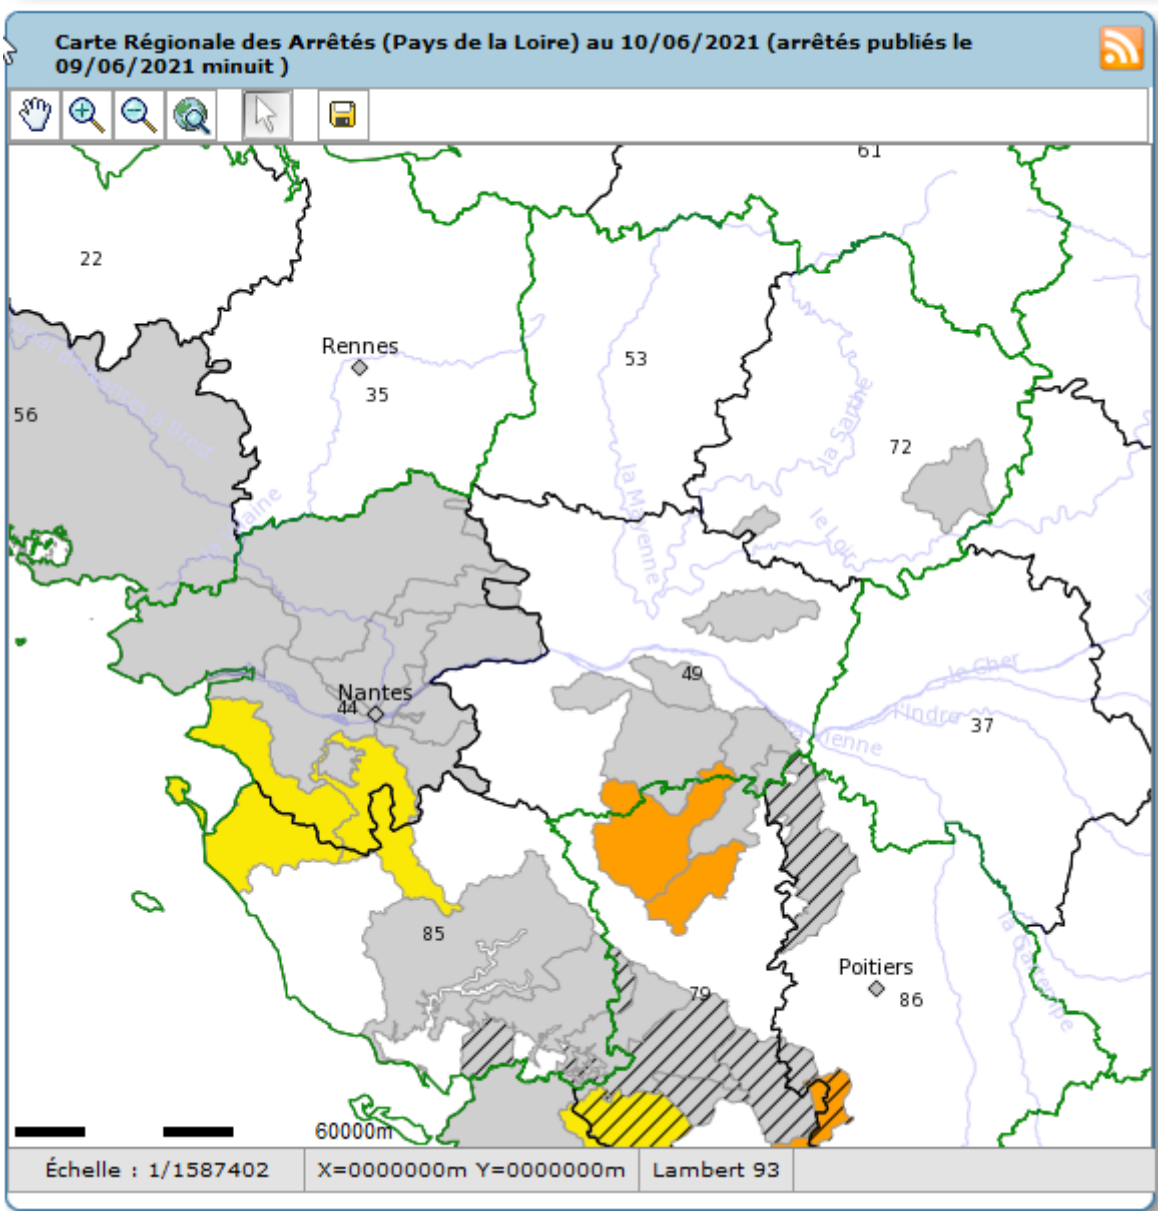 Carte Régionale des Arrêtés (Pays de la Loire) au 10/06/2021 (arrêtés publiés le
09/06/2021 minuit )
61
22
Rennes
53
35
56
la Sarthe
72
la Mayenne
le Loir
le Cher
49
Nantes
44
l'Indre
37
Vienne
85
la Gartempe
Poitiers
79
86
60000m
Échelle : 1/1587402
X=0000000m Y=0000000m
Lambert 93